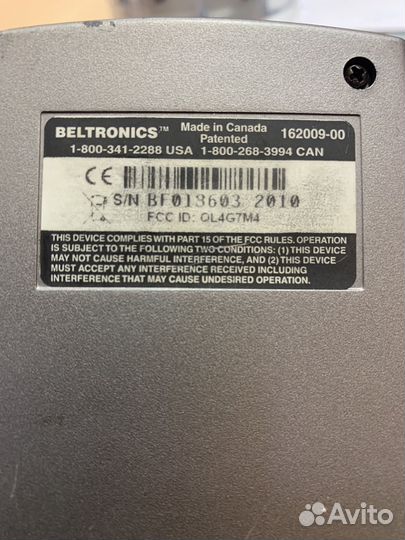 BELTRONICS™ Made in Canada Patented 162009-00
1-800-341-2288 USA 1-800-268-3994 CAN
CE
S/N BF013603 2010
FCC ID: QL4G7M4
THIS DEVICE COMPLIES WITH PART 15 OF THE FCC RULES. OPERATION
IS SUBJECT TO THE FOLLOWING TWO CONDITIONS: (1) THIS DEVICE
MAY NOT CAUSE HARMFUL INTERFERENCE, AND (2) THIS DEVICE
MUST ACCEPT ANY INTERFERENCE RECEIVED INCLUDING
INTERFERENCE THAT MAY CAUSE UNDESIRED OPERATION.
Avito